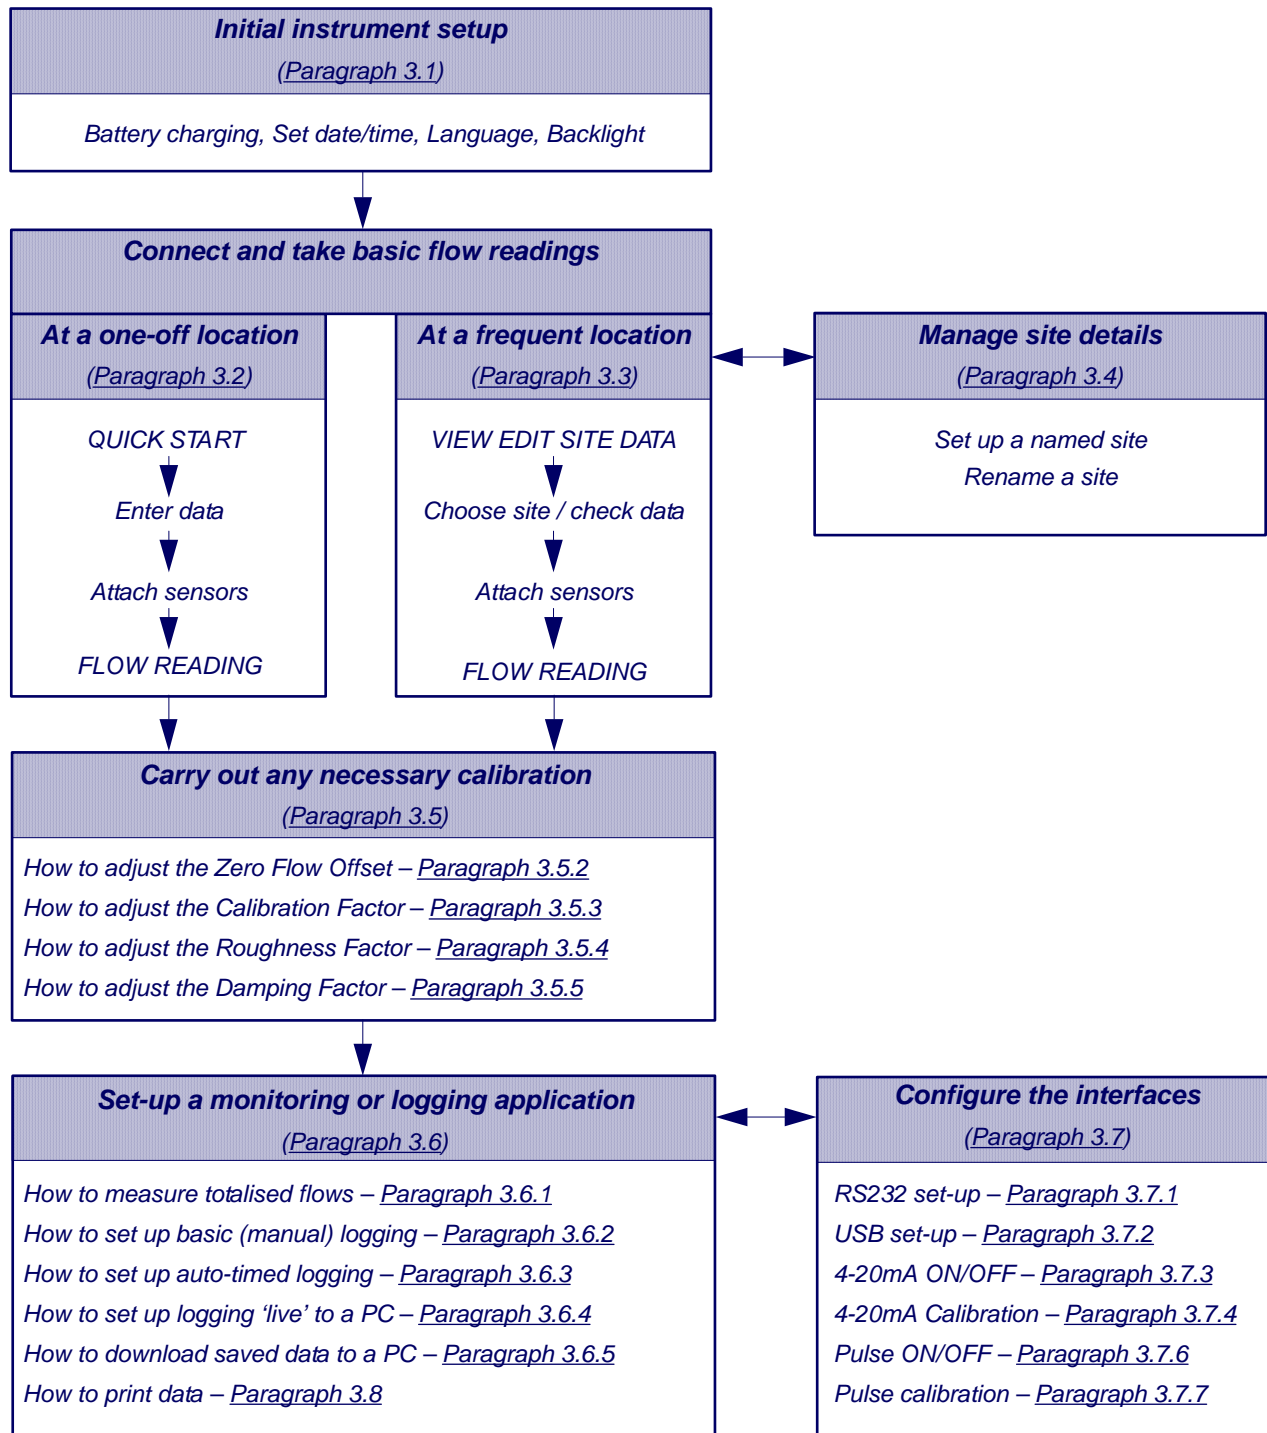 Initial instrument setup
(Paragraph 3.1)
Battery charging, Set date/time, Language, Backlight
Connect and take basic flow readings
At a one-off location
(Paragraph 3.2)
QUICK START
Enter data
Attach sensors
FLOW READING
At a frequent location
(Paragraph 3.3)
VIEW EDIT SITE DATA
Choose site / check data
Attach sensors
FLOW READING
Manage site details
(Paragraph 3.4)
Set up a named site
Rename a site
Carry out any necessary calibration
(Paragraph 3.5)
How to adjust the Zero Flow Offset – Paragraph 3.5.2
How to adjust the Calibration Factor – Paragraph 3.5.3
How to adjust the Roughness Factor – Paragraph 3.5.4
How to adjust the Damping Factor – Paragraph 3.5.5
Set-up a monitoring or logging application
(Paragraph 3.6)
How to measure totalised flows – Paragraph 3.6.1
How to set up basic (manual) logging – Paragraph 3.6.2
How to set up auto-timed logging – Paragraph 3.6.3
How to set up logging ‘live’ to a PC – Paragraph 3.6.4
How to download saved data to a PC – Paragraph 3.6.5
How to print data – Paragraph 3.8
Configure the interfaces
(Paragraph 3.7)
RS232 set-up – Paragraph 3.7.1
USB set-up – Paragraph 3.7.2
4-20mA ON/OFF – Paragraph 3.7.3
4-20mA Calibration – Paragraph 3.7.4
Pulse ON/OFF – Paragraph 3.7.6
Pulse calibration – Paragraph 3.7.7